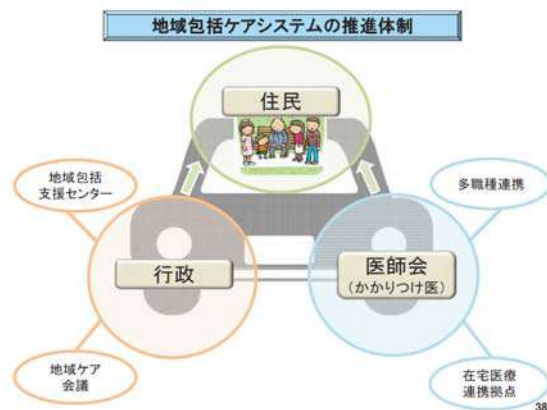 地域包括ケアシステムの推進体制
住民
地域包括
支援センター
多職種連携
行政
医師会
(かかりつけ医)
地域ケア
会議
在宅医療
連携拠点
38